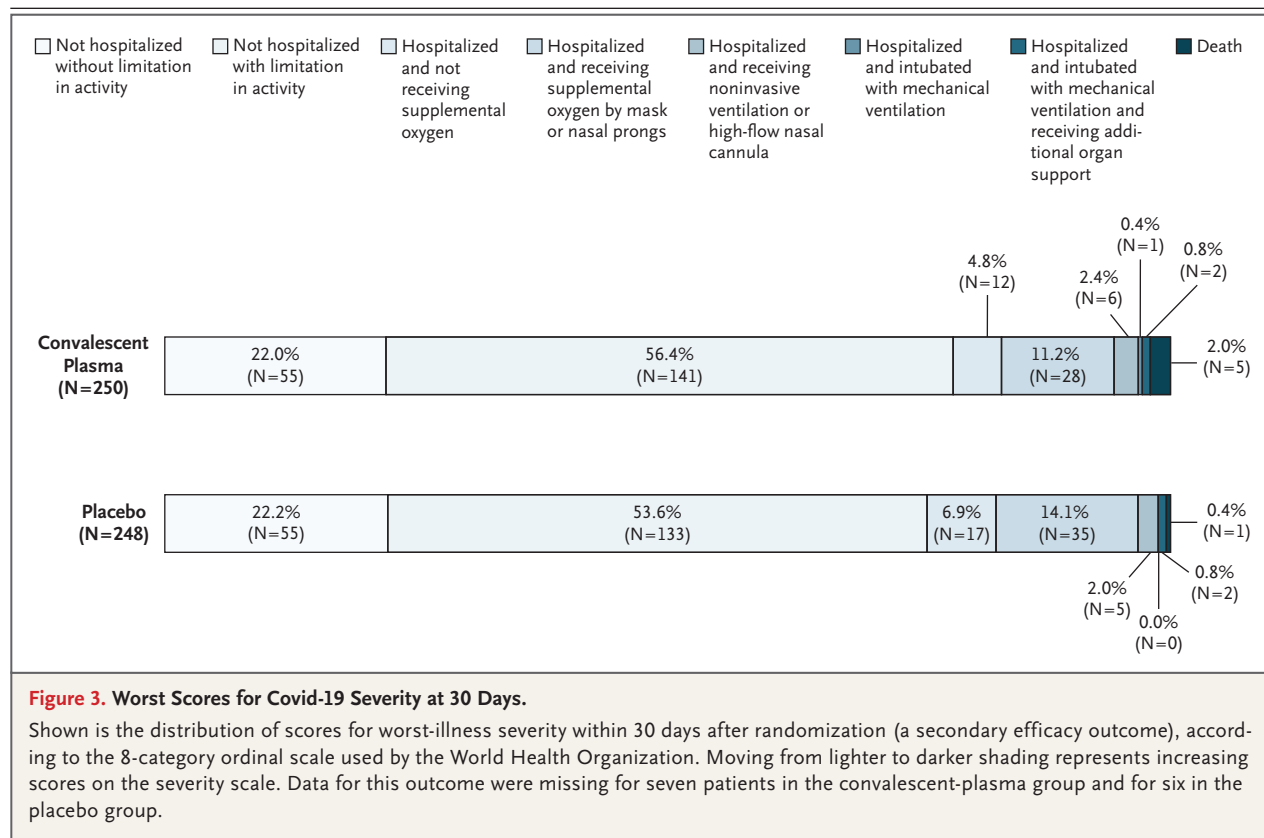 Not hospitalized
without limitation
in activity
Not hospitalized
with limitation
in activity
Hospitalized
and not
receiving
supplemental
oxygen
Hospitalized
and receiving
supplemental
oxygen by mask
or nasal prongs
Hospitalized
and receiving
noninvasive
ventilation or
high-flow nasal
cannula
Hospitalized
and intubated
with mechanical
ventilation
Hospitalized
and intubated
with mechanical
ventilation and
receiving addi-
tional organ
support
Death
Convalescent
Plasma
(N=250)
22.0%
(N=55)
56.4%
(N=141)
4.8%
(N=12)
11.2%
(N=28)
2.4%
(N=6)
0.4%
(N=1)
0.8%
(N=2)
2.0%
(N=5)
Placebo
(N=248)
22.2%
(N=55)
53.6%
(N=133)
6.9%
(N=17)
14.1%
(N=35)
2.0%
(N=5)
0.0%
(N=0)
0.8%
(N=2)
0.4%
(N=1)
Figure 3. Worst Scores for Covid-19 Severity at 30 Days.
Shown is the distribution of scores for worst-illness severity within 30 days after randomization (a secondary efficacy outcome), accord-
ing to the 8-category ordinal scale used by the World Health Organization. Moving from lighter to darker shading represents increasing
scores on the severity scale. Data for this outcome were missing for seven patients in the convalescent-plasma group and for six in the
placebo group.